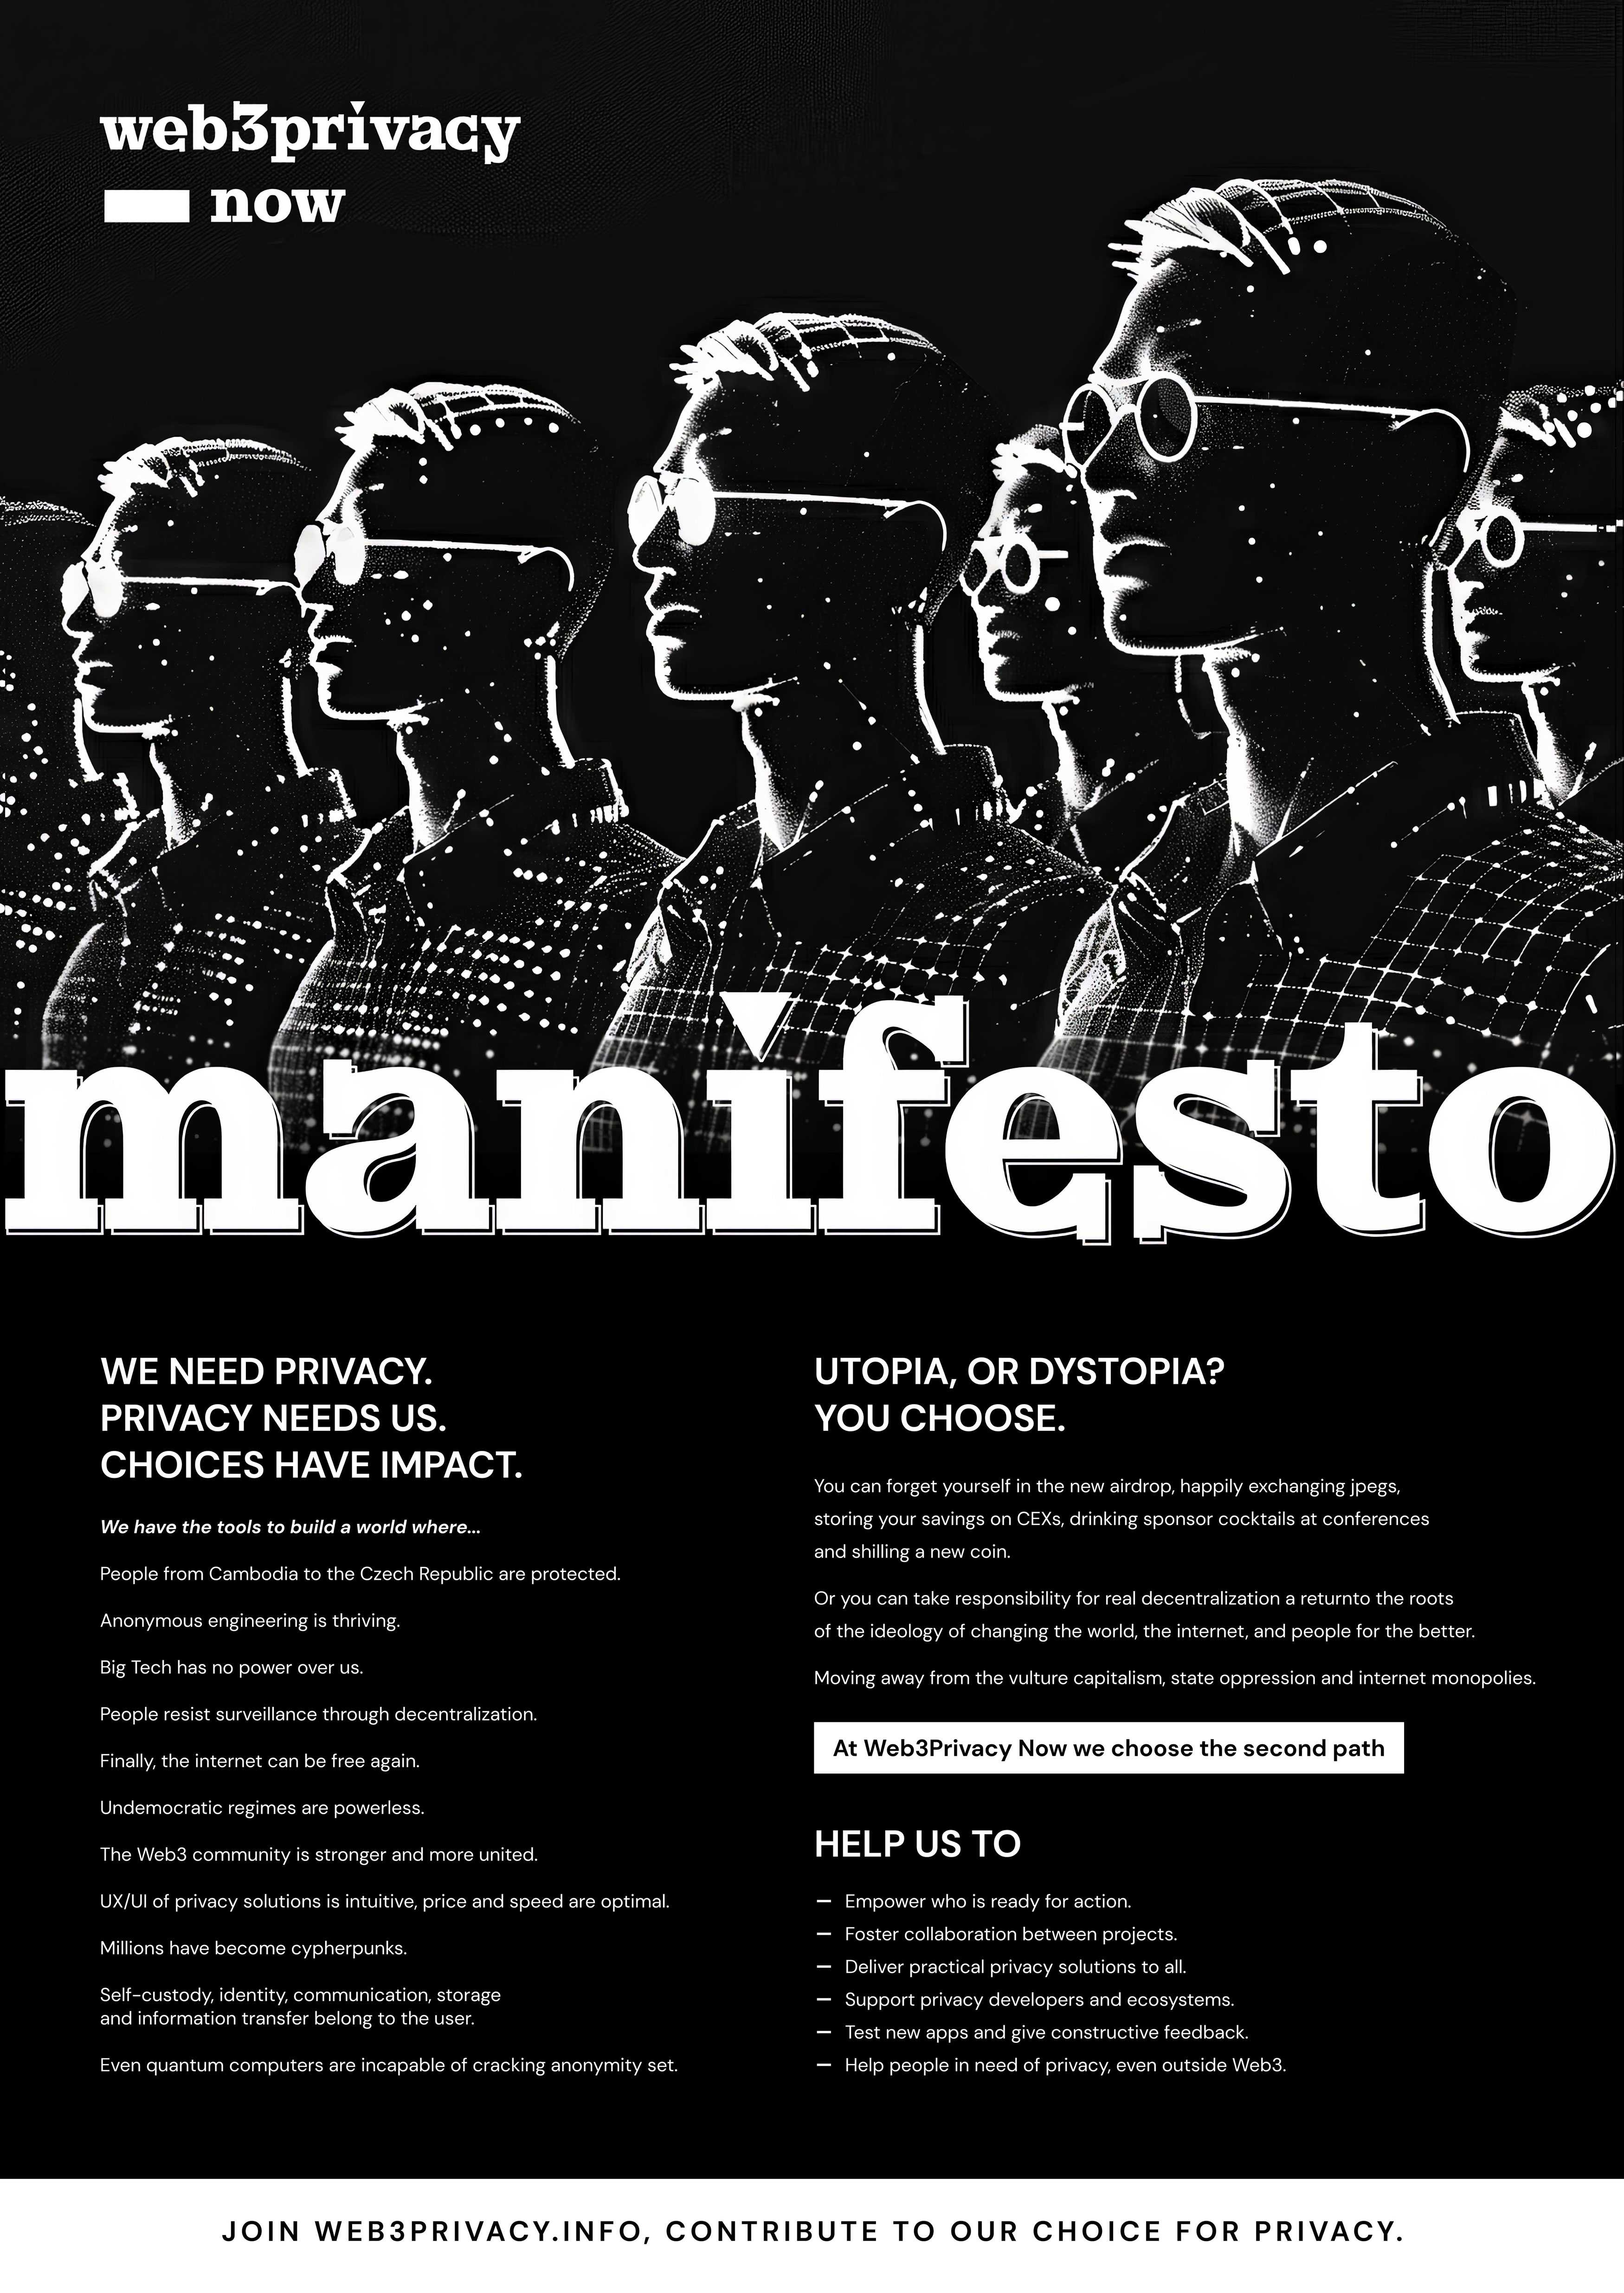 web3privacy
now
manifesto
WE NEED PRIVACY.
PRIVACY NEEDS US.
CHOICES HAVE IMPACT.
We have the tools to build a world where...
People from Cambodia to the Czech Republic are protected.
Anonymous engineering is thriving.
Big Tech has no power over us.
People resist surveillance through decentralization.
Finally, the internet can be free again.
Undemocratic regimes are powerless.
The Web3 community is stronger and more united.
UX/UI of privacy solutions is intuitive, price and speed are optimal.
Millions have become cypherpunks.
Self-custody, identity, communication, storage
and information transfer belong to the user.
Even quantum computers are incapable of cracking anonymity set.
UTOPIA, OR DYSTOPIA?
YOU CHOOSE.
You can forget yourself in the new airdrop, happily exchanging jpegs,
storing your savings on CEXs, drinking sponsor cocktails at conferences
and shilling a new coin.
Or you can take responsibility for real decentralization a returnto the roots
of the ideology of changing the world, the internet, and people for the better.
Moving away from the vulture capitalism, state oppression and internet monopolies.
At Web3Privacy Now we choose the second path
HELP US TO
— Empower who is ready for action.
— Foster collaboration between projects.
— Deliver practical privacy solutions to all.
— Support privacy developers and ecosystems.
— Test new apps and give constructive feedback.
— Help people in need of privacy, even outside Web3.
JOIN WEB3PRIVACY.INFO, CONTRIBUTE TO OUR CHOICE FOR PRIVACY.